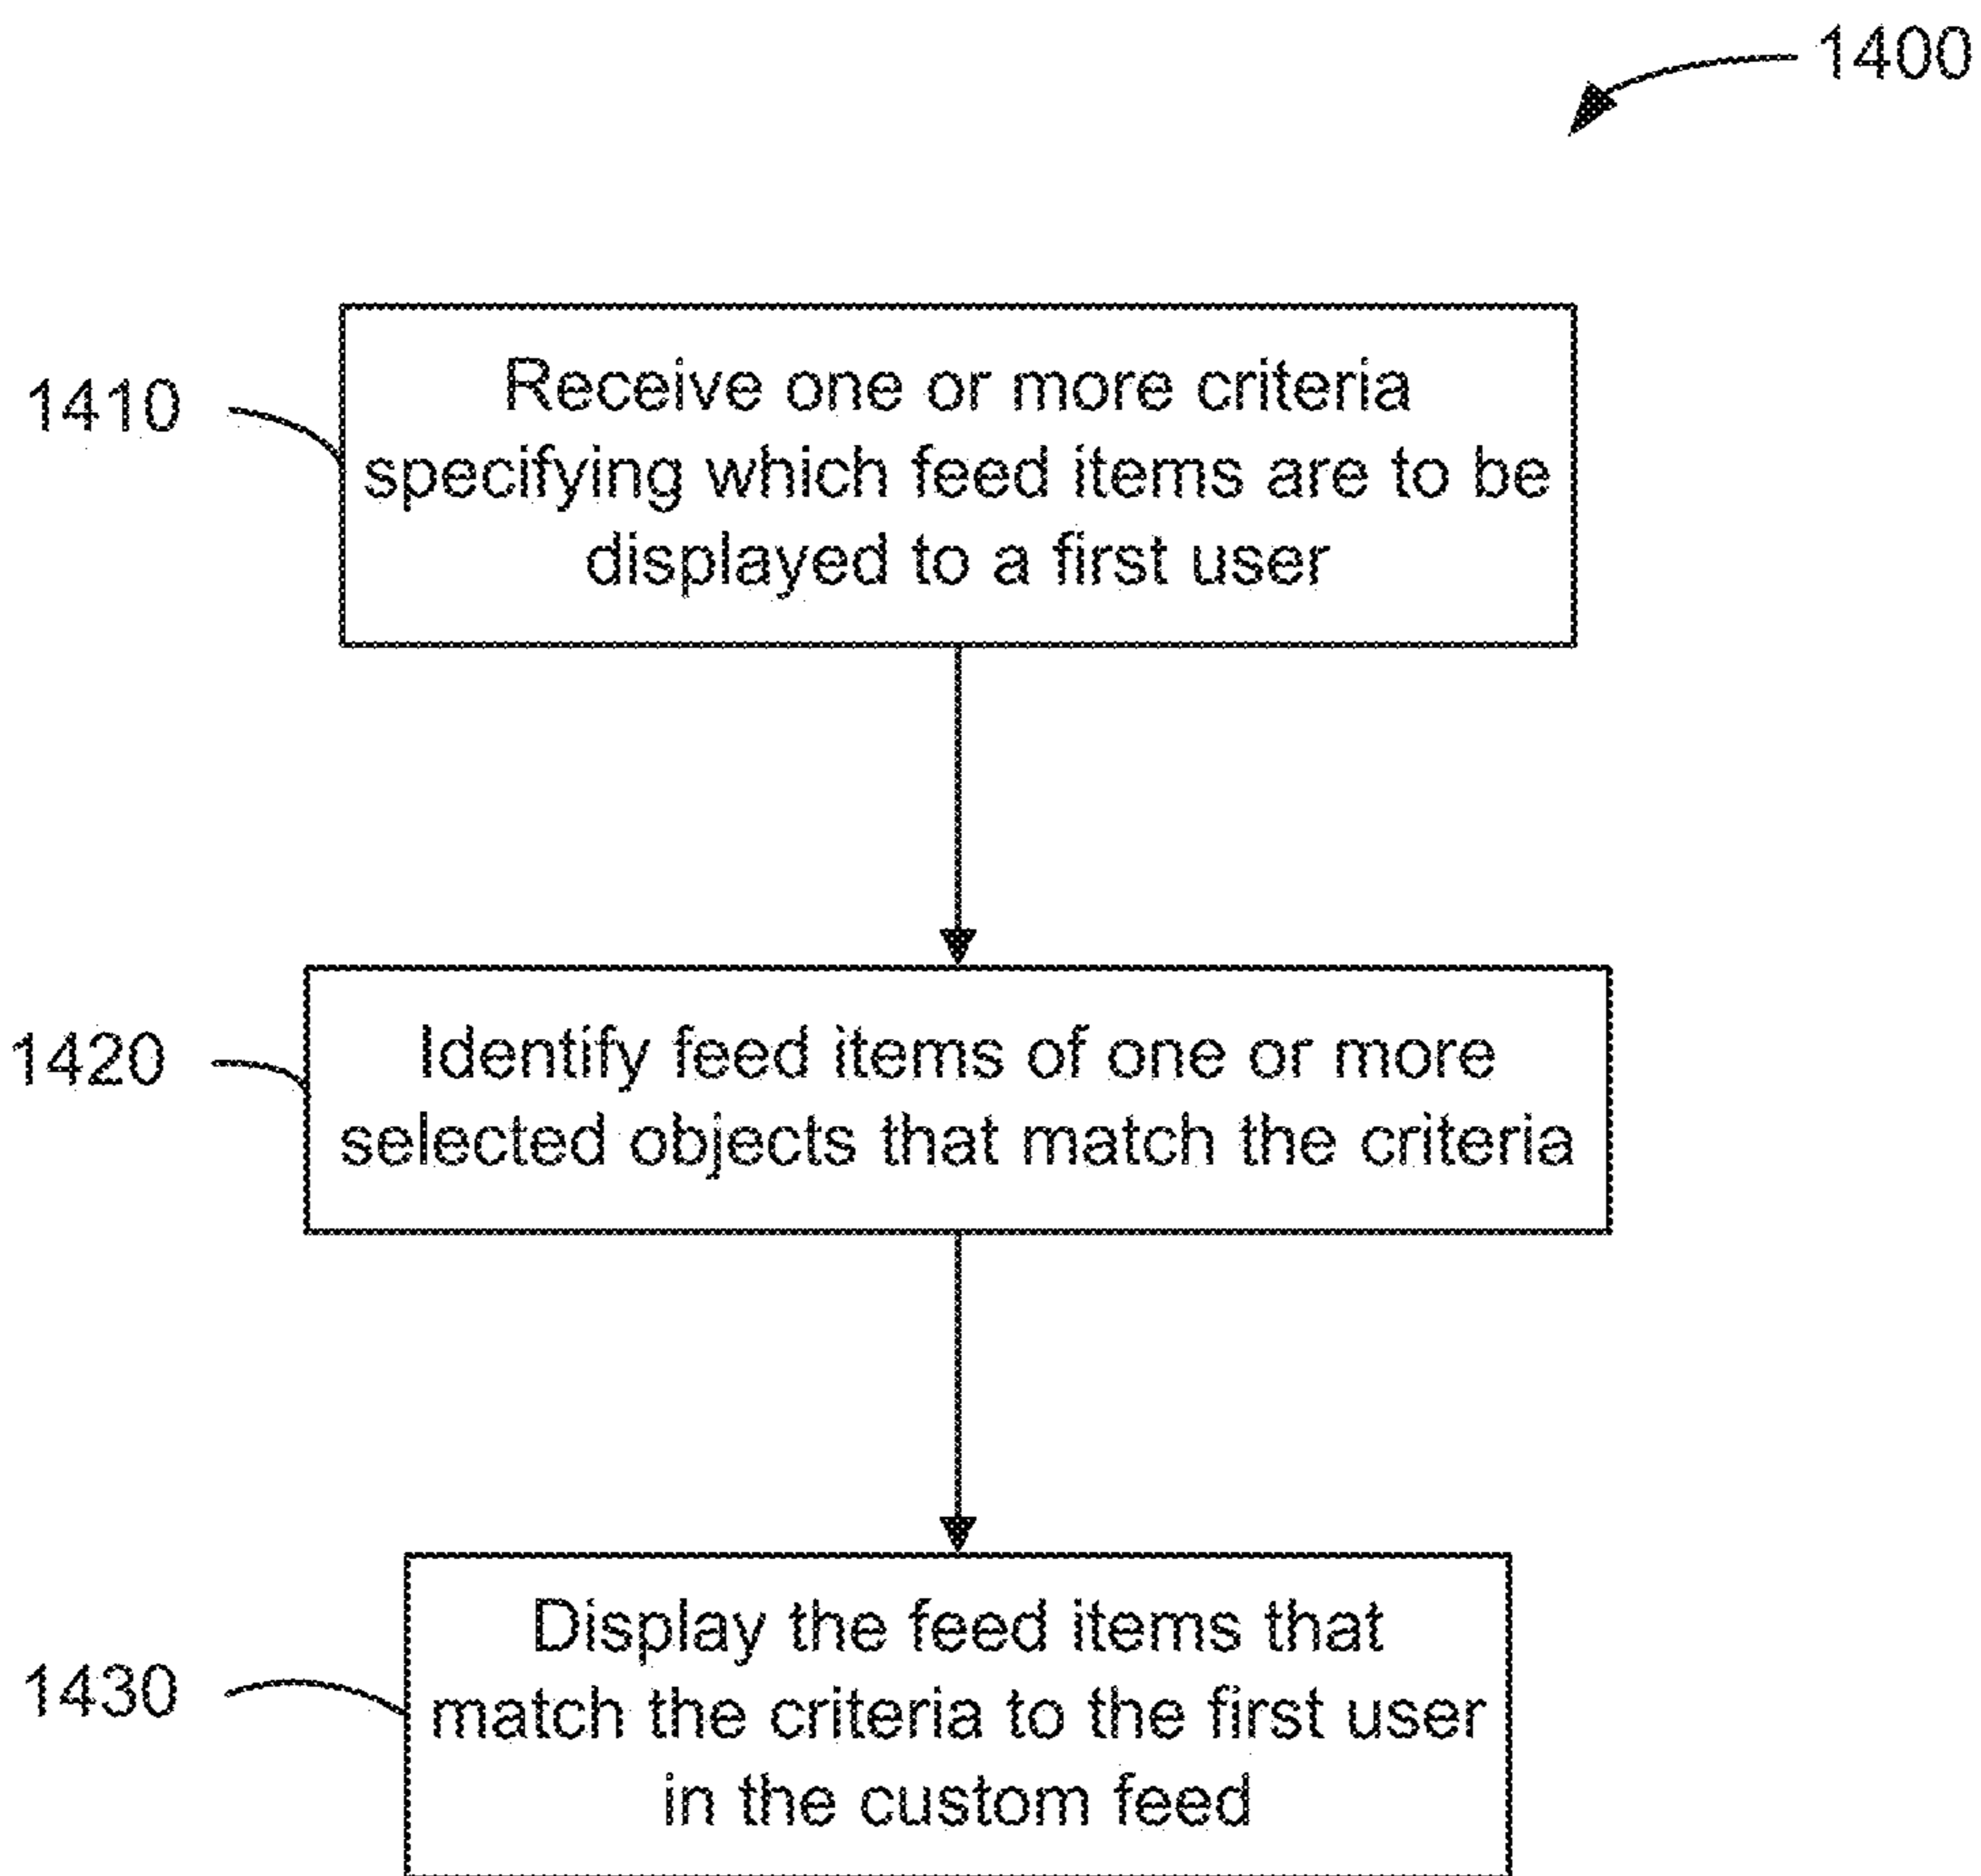 1400
1410
Receive one or more criteria
specifying which feed items are to be
displayed to a first user
1420
Identify feed items of one or more
selected objects that match the criteria
1430
Display the feed items that
match the criteria to the first user
in the custom feed